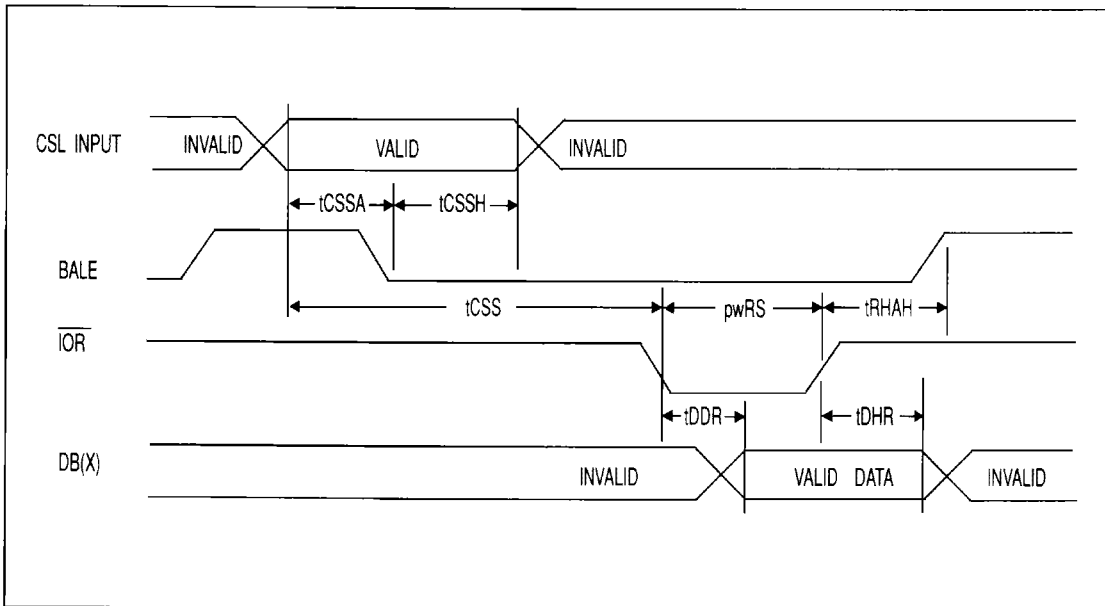 CSL INPUT INVALID VALID INVALID
tCSSA tCSSH
BALE
tCSS pwRS tRHAH
IOR
tDDR tDHR
DB(X) INVALID VALID DATA INVALID